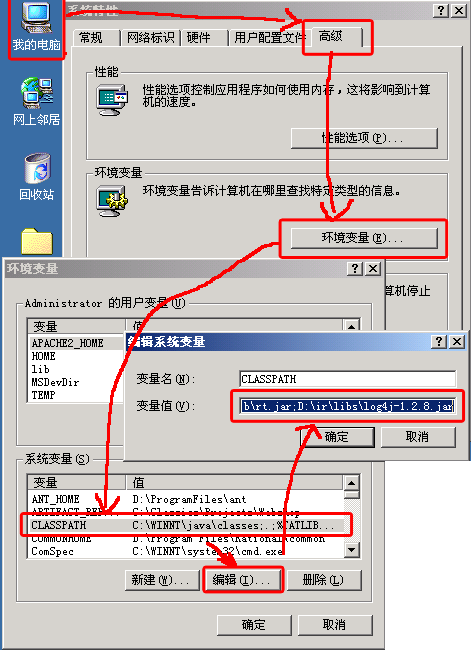 我的电脑
网上邻居
回收站
系统特性
常规
网络标识
硬件
用户配置文件
高级
性能
性能选项控制应用程序如何使用内存，这将影响到计算
机的速度。
性能选项(P)...
环境变量
环境变量告诉计算机在哪里查找特定类型的信息。
环境变量(E)...
算机停止
环境变量
Administrator 的用户变量(U)
变量 值
APACHE2_HOME
HOME
lib
MSDevDir
TEMP
编辑系统变量
变量名(N): CLASSPATH
变量值(V): b\rt.jar;D:\ir\libs\log4j-1.2.8.jar
确定 取消
系统变量(S)
变量 值
ANT_HOME D:\ProgramFiles\ant
CLASSPATH C:\WINNT\java\classes;.;%CATLIB...
COMMONHOME D:\Program Files\National\common
ComSpec C:\WINNT\system32\cmd.exe
新建(W)... 编辑(I)... 删除(L)
确定 取消